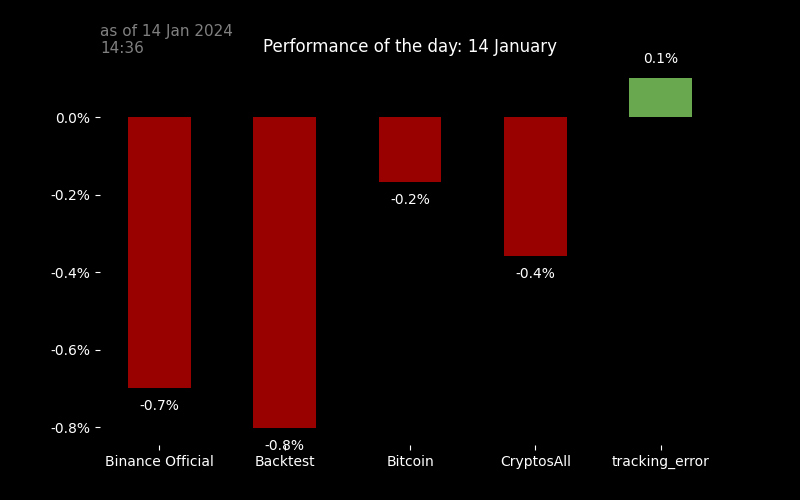 as of 14 Jan 2024
14:36
Performance of the day: 14 January
0.1%
0.0%
-0.2%
-0.2%
-0.4%
-0.4%
-0.6%
-0.7%
-0.8%
-0.8%
Binance Official
Backtest
Bitcoin
CryptosAll
tracking_error